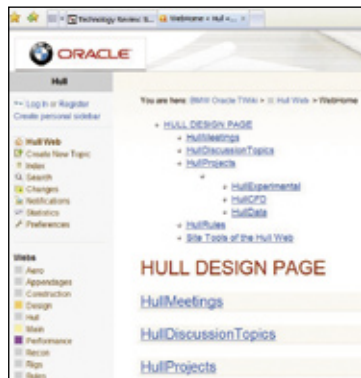 Technology Review: S...
WebHome < Hull < ...
ORACLE
Hull
Log In or Register
Create personal sidebar
Hull Web
Create New Topic
Index
Search
Changes
Notifications
Statistics
Preferences
Webs
Aero
Appendages
Construction
Design
Hull
Main
Performance
Recon
Rigs
Rules
You are here: BMW Oracle TWiki > Hull Web > WebHome
HULL DESIGN PAGE
HullMeetings
HullDiscussionTopics
HullProjects
HullExperimental
HullCFD
HullData
HullRules
Site Tools of the Hull Web
HULL DESIGN PAGE
HullMeetings
HullDiscussionTopics
HullProjects